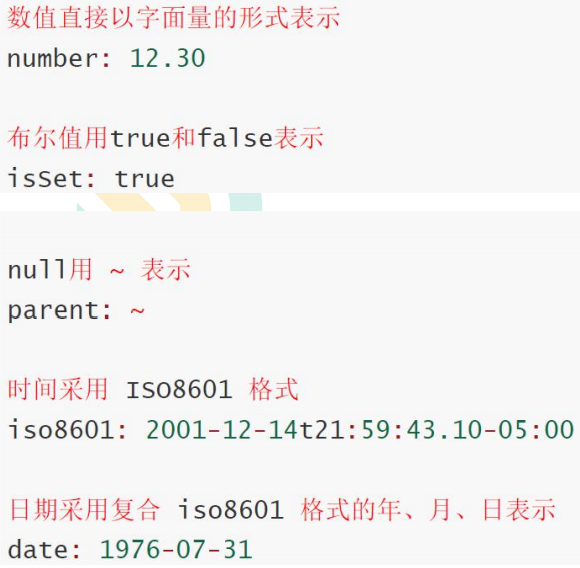 数值直接以字面量的形式表示
number: 12.30
布尔值用true和false表示
isSet: true
null用 ~ 表示
parent: ~
时间采用 ISO8601 格式
iso8601: 2001-12-14t21:59:43.10-05:00
日期采用复合 iso8601 格式的年、月、日表示
date: 1976-07-31